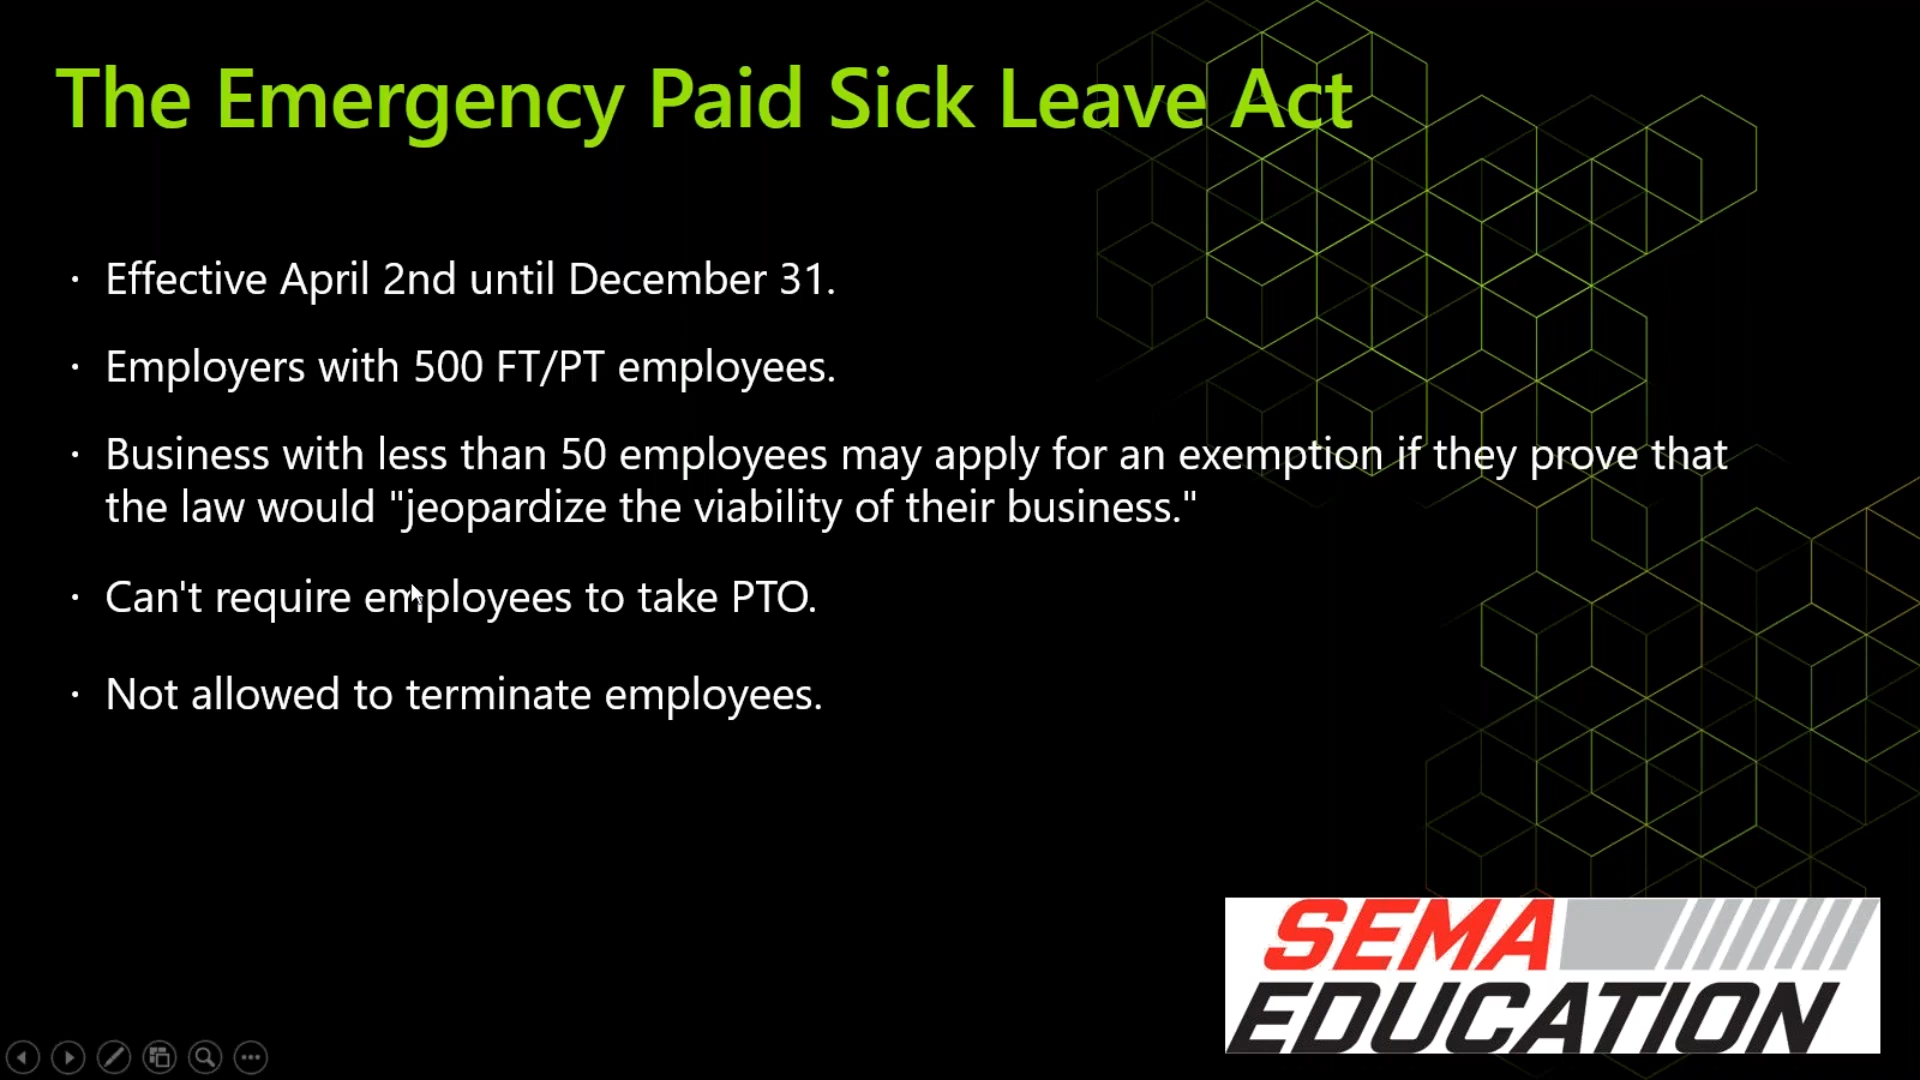 The Emergency Paid Sick Leave Act
· Effective April 2nd until December 31.
· Employers with 500 FT/PT employees.
· Business with less than 50 employees may apply for an exemption if they prove that
the law would "jeopardize the viability of their business."
· Can't require employees to take PTO.
· Not allowed to terminate employees.
SEMA
EDUCATION